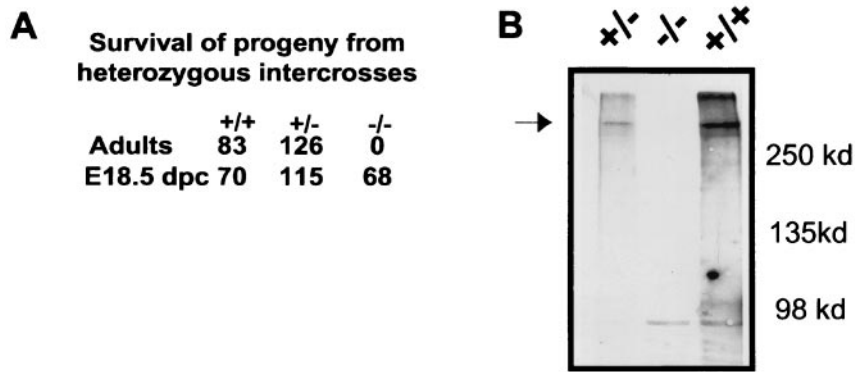 A
Survival of progeny from
heterozygous intercrosses
+/+ +/- -/-
Adults 83 126 0
E18.5 dpc 70 115 68
B
+/- -/- +/+
250 kd
135kd
98 kd